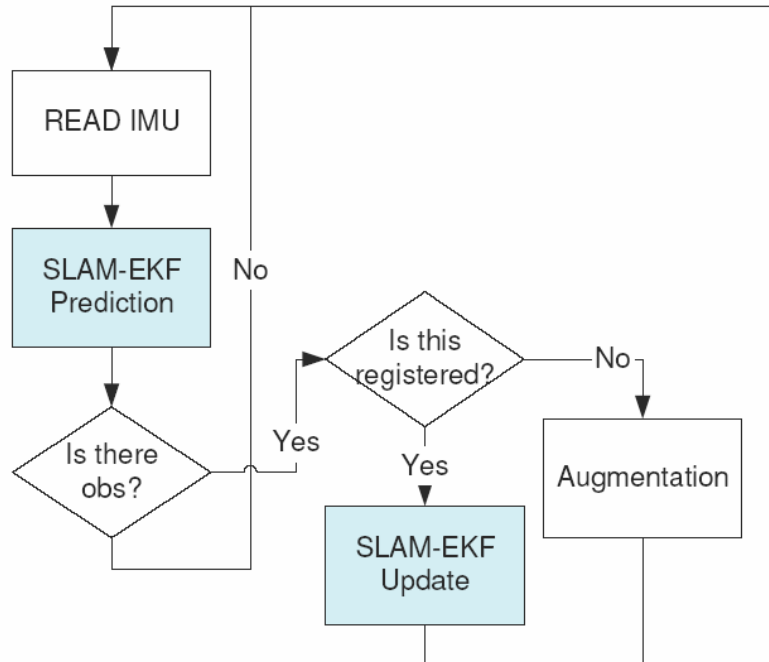 READ IMU
SLAM-EKF
Prediction
No
Is there
obs?
Yes
Is this
registered?
No
Yes
Augmentation
SLAM-EKF
Update